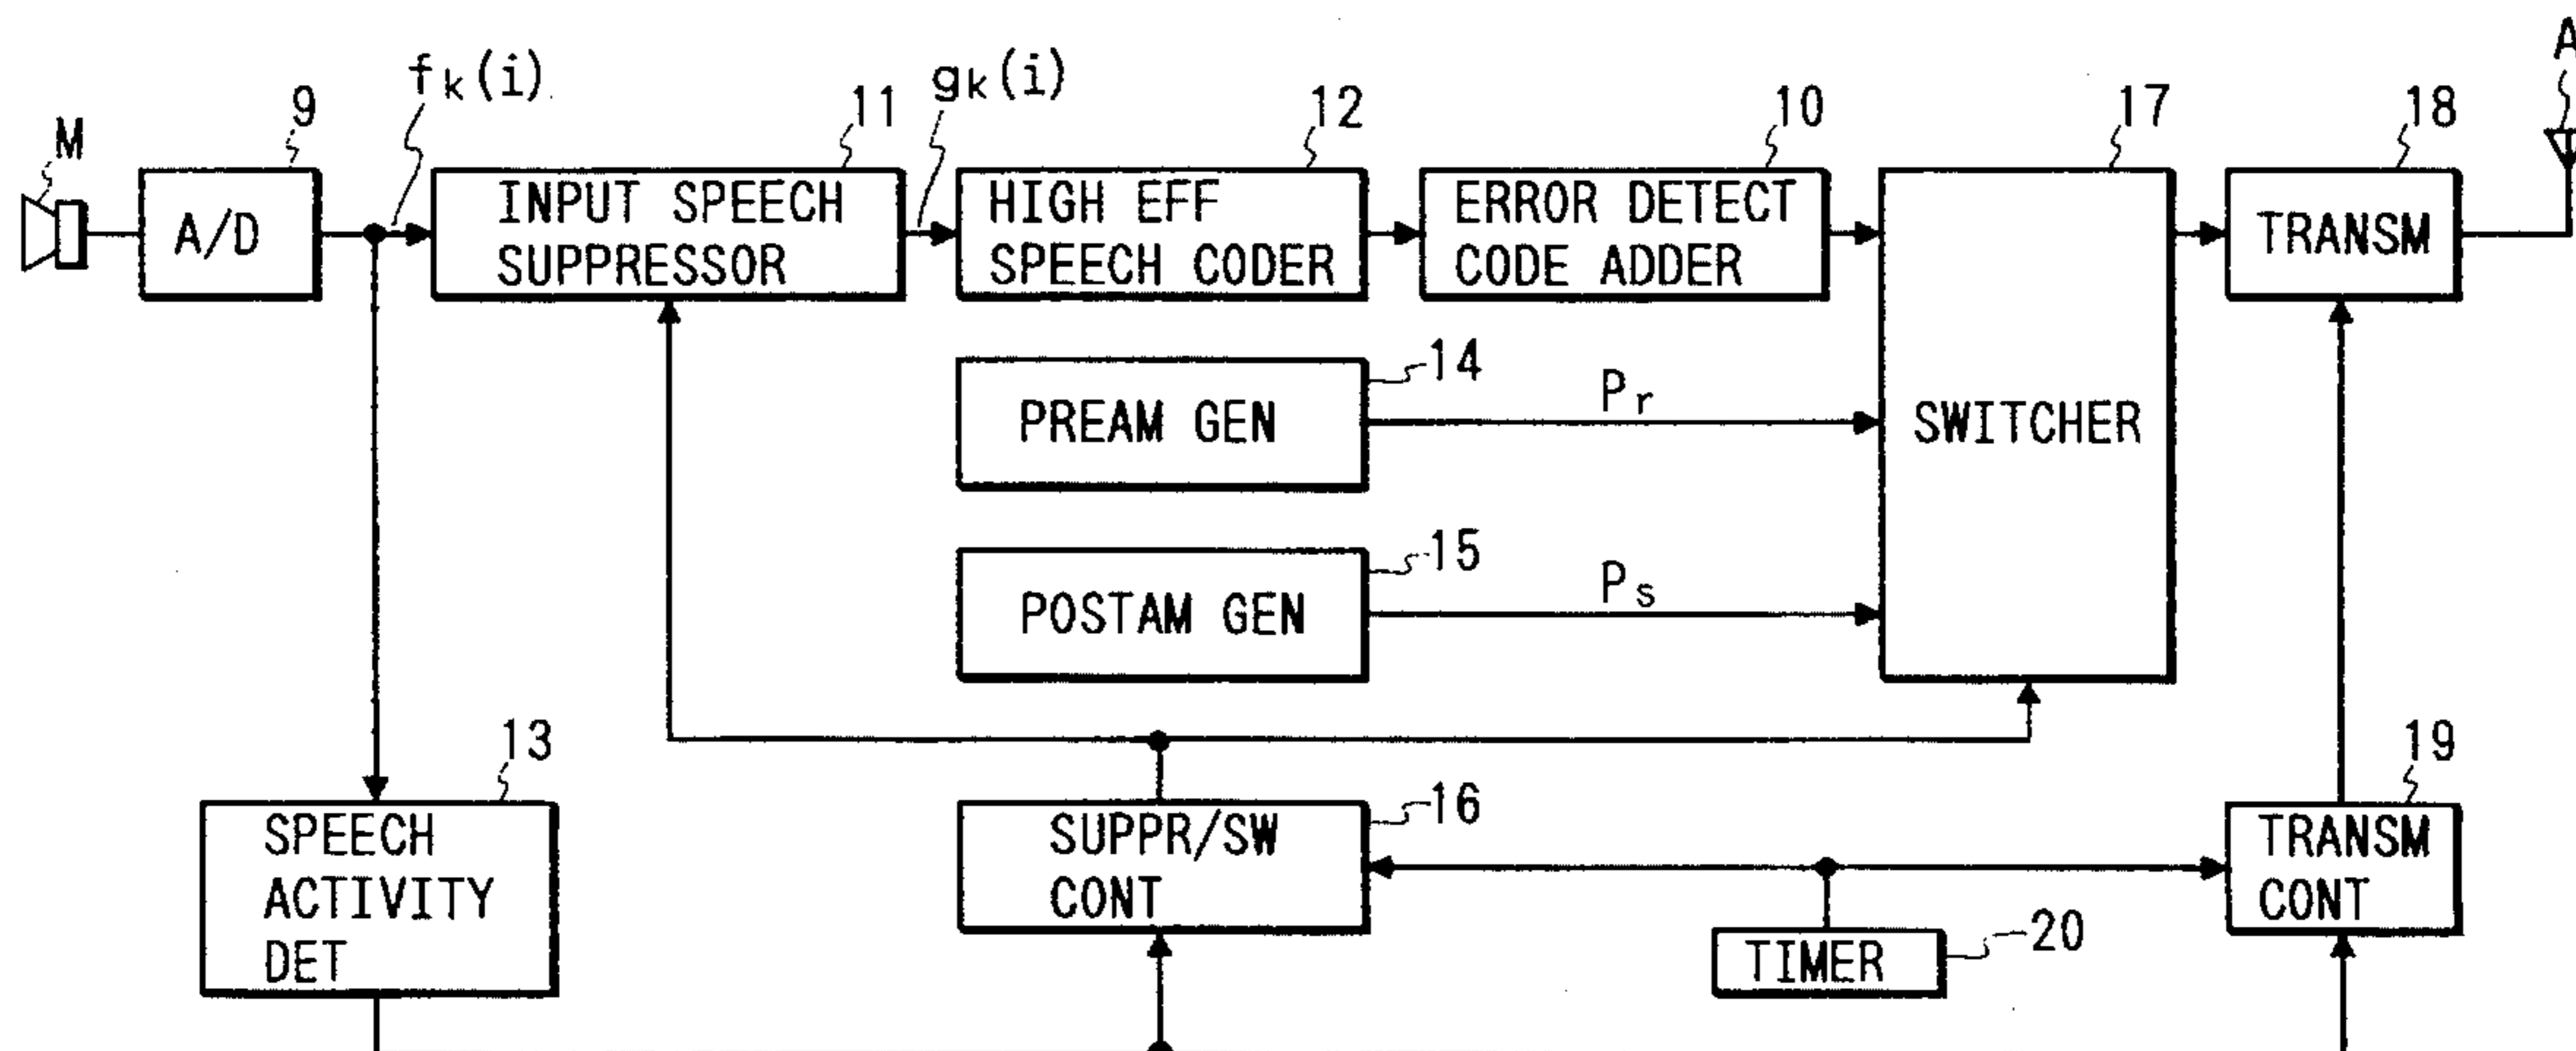 A
fk(i)
gk(i)
9
11
12
10
17
18
M
A/D
INPUT SPEECH
SUPPRESSOR
HIGH EFF
SPEECH CODER
ERROR DETECT
CODE ADDER
TRANSM
14
PREAM GEN
Pr
SWITCHER
15
POSTAM GEN
Ps
13
19
16
SPEECH
ACTIVITY
DET
SUPPR/SW
CONT
TRANSM
CONT
20
TIMER